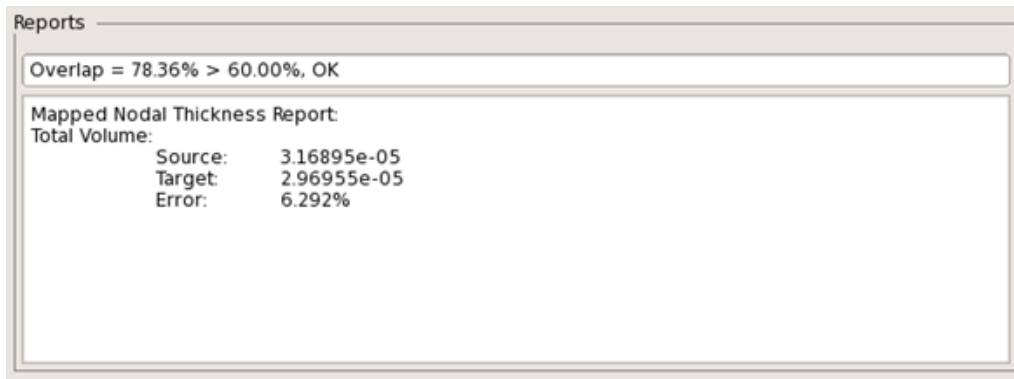 Reports
Overlap = 78.36% > 60.00%, OK
Mapped Nodal Thickness Report:
Total Volume:
Source: 3.16895e-05
Target: 2.96955e-05
Error: 6.292%